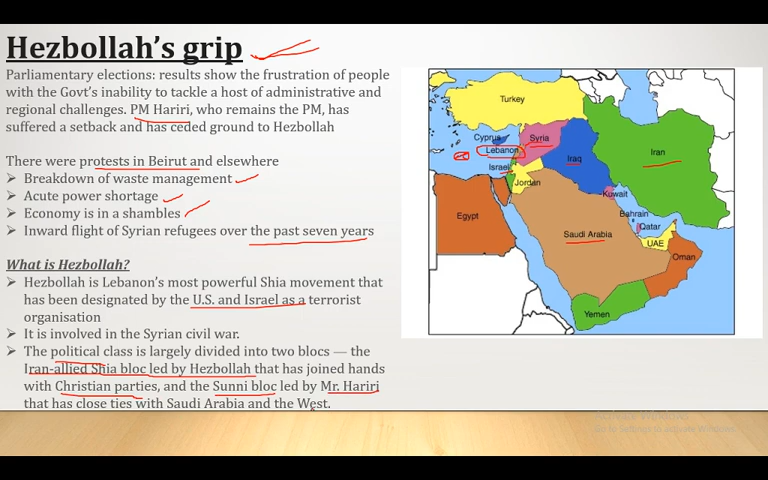 Hezbollah's grip
Parliamentary elections: results show the frustration of people
with the Govt's inability to tackle a host of administrative and
regional challenges. PM Hariri, who remains the PM, has
suffered a setback and has ceded ground to Hezbollah
There were protests in Beirut and elsewhere
➢ Breakdown of waste management
➢ Acute power shortage
➢ Economy is in a shambles
➢ Inward flight of Syrian refugees over the past seven years
What is Hezbollah?
➢ Hezbollah is Lebanon's most powerful Shia movement that
has been designated by the U.S. and Israel as a terrorist
organisation
➢ It is involved in the Syrian civil war.
➢ The political class is largely divided into two blocs — the
Iran-allied Shia bloc led by Hezbollah that has joined hands
with Christian parties, and the Sunni bloc led by Mr. Hariri
that has close ties with Saudi Arabia and the West.
Turkey
Cyprus
Syria
Lebanon
Israel
Iraq
Iran
Jordan
Kuwait
Egypt
Bahrain
Qatar
Saudi Arabia
UAE
Oman
Yemen
Activate Windows
Go to Settings to activate Windows.